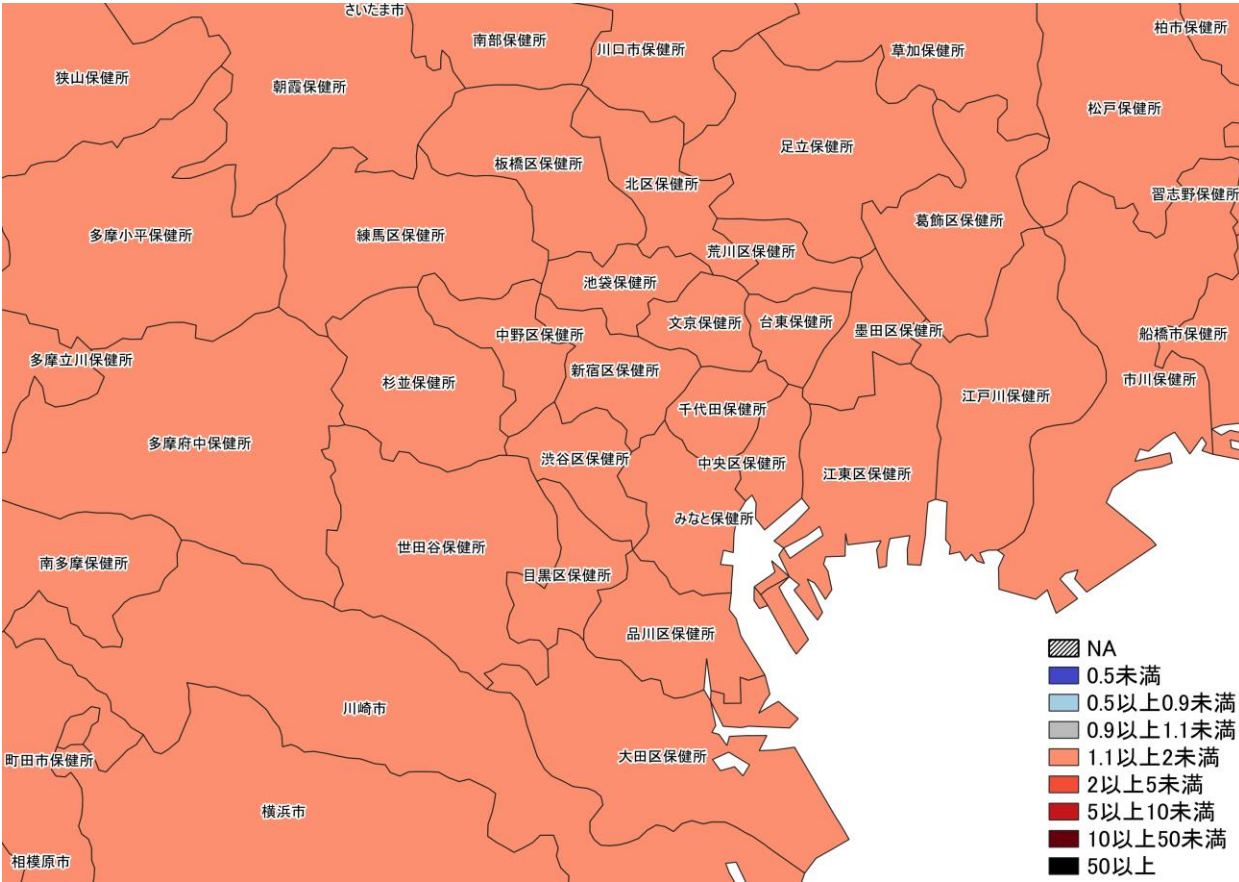 さいたま市
南部保健所
川口市保健所
草加保健所
柏市保健所
狭山保健所
朝霞保健所
松戸保健所
足立保健所
板橋区保健所
北区保健所
習志野保健所
葛飾区保健所
多摩小平保健所
練馬区保健所
荒川区保健所
池袋保健所
文京保健所
台東保健所
墨田区保健所
中野区保健所
船橋市保健所
多摩立川保健所
新宿区保健所
杉並保健所
市川保健所
江戸川保健所
千代田保健所
多摩府中保健所
渋谷区保健所
中央区保健所
江東区保健所
みなと保健所
世田谷保健所
南多摩保健所
目黒区保健所
品川区保健所
川崎市
大田区保健所
町田市保健所
横浜市
相模原市
NA
0.5未満
0.5以上0.9未満
0.9以上1.1未満
1.1以上2未満
2以上5未満
5以上10未満
10以上50未満
50以上